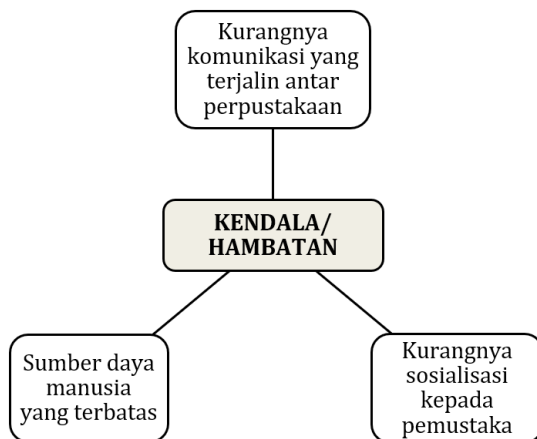 Kurangnya
komunikasi yang
terjalin antar
perpustakaan
KENDALA/
HAMBATAN
Sumber daya
manusia
yang terbatas
Kurangnya
sosialisasi
kepada
pemustaka